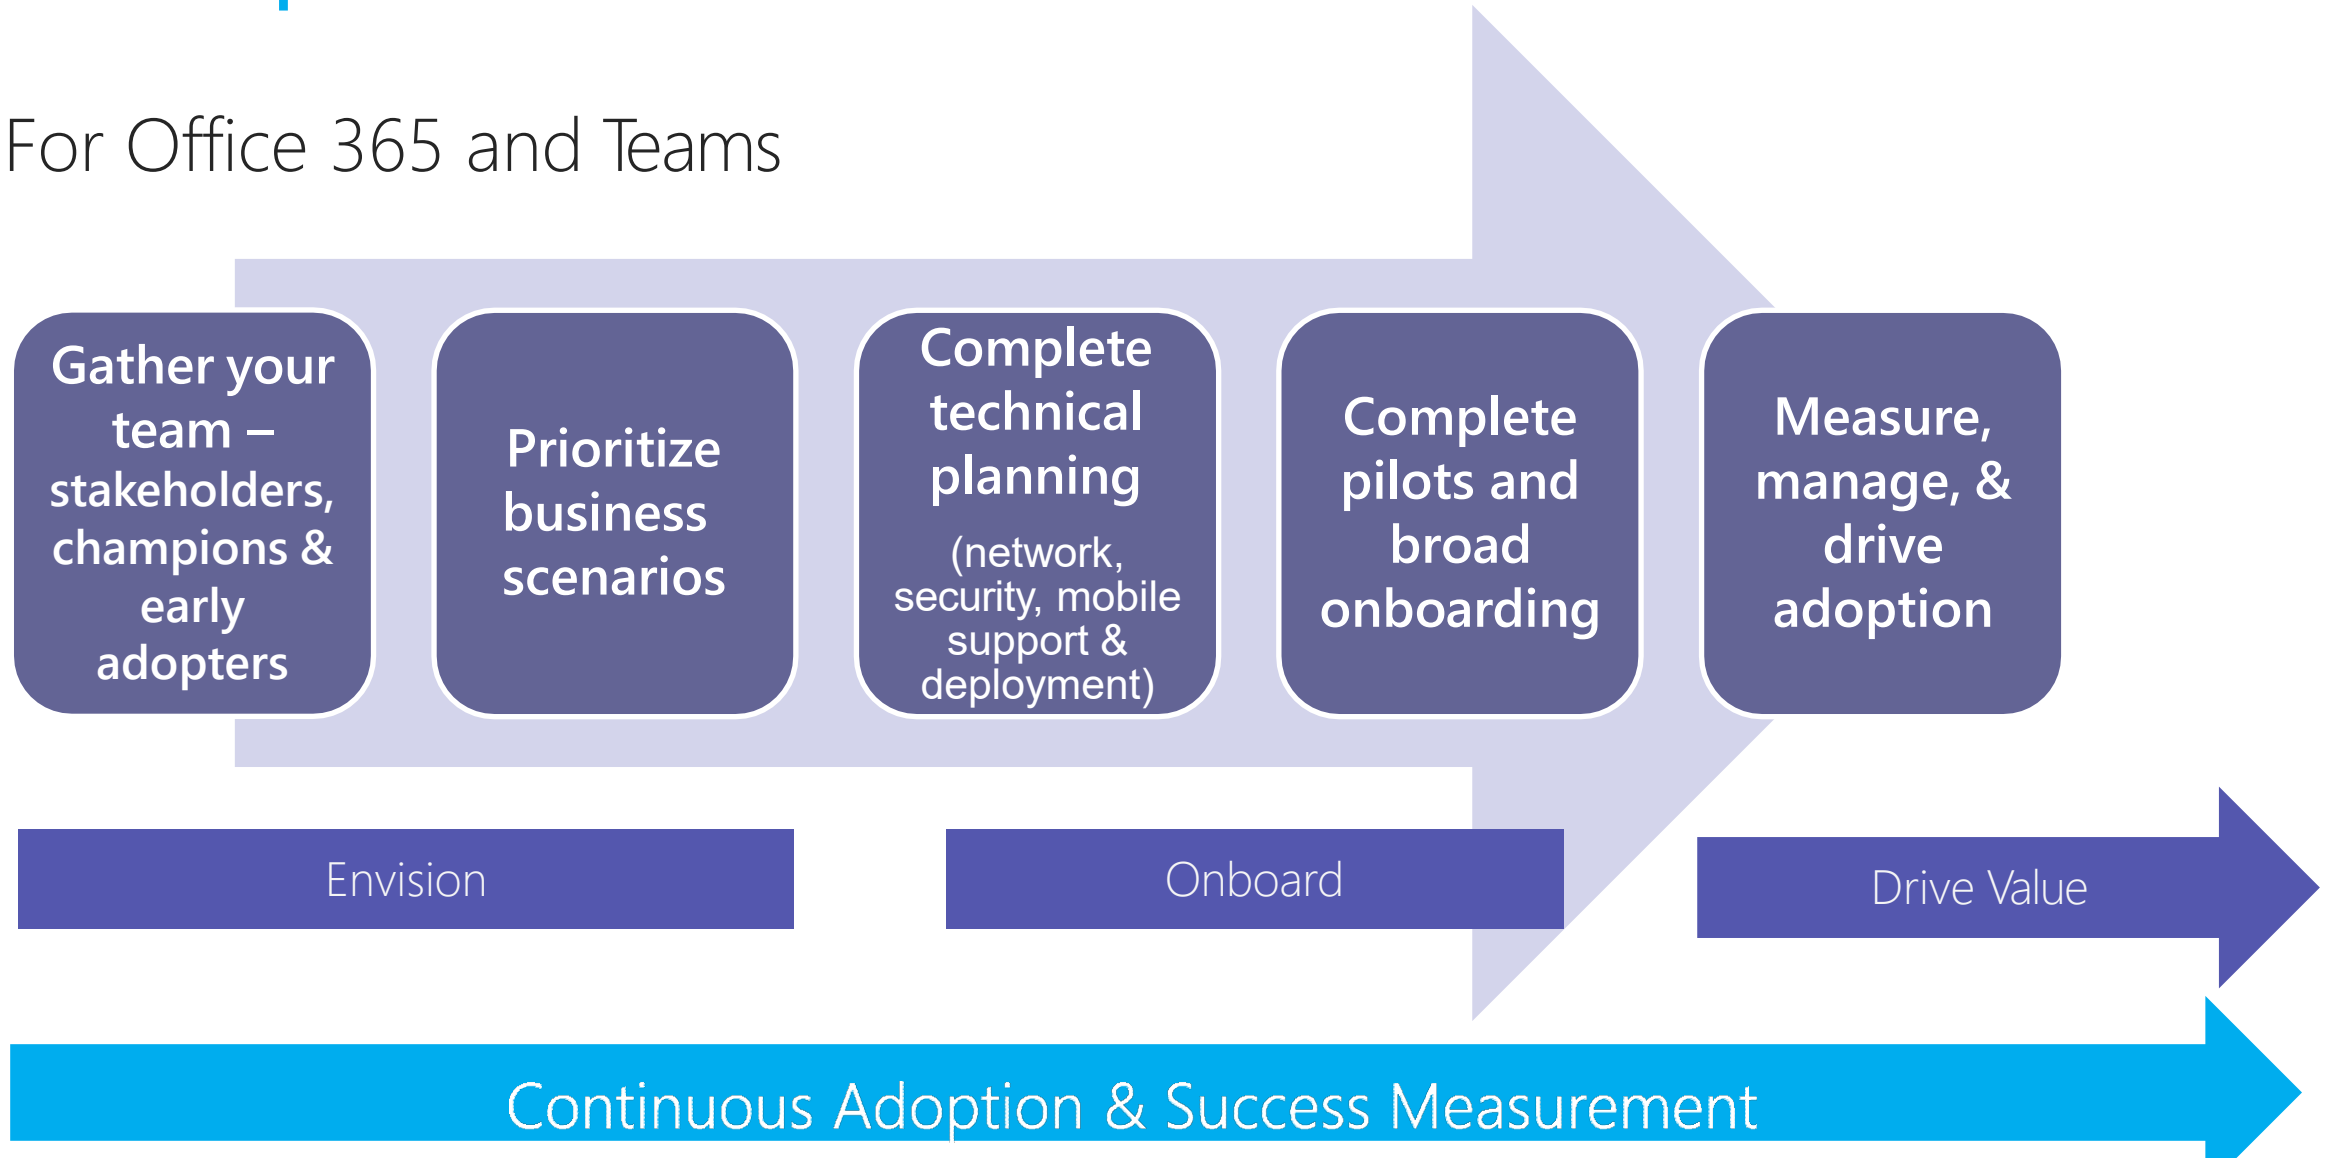 For Office 365 and Teams
Gather your
team –
stakeholders,
champions &
early
adopters
Prioritize
business
scenarios
Complete
technical
planning
(network,
security, mobile
support &
deployment)
Complete
pilots and
broad
onboarding
Measure,
manage, &
drive
adoption
Envision
Onboard
Drive Value
Continuous Adoption & Success Measurement